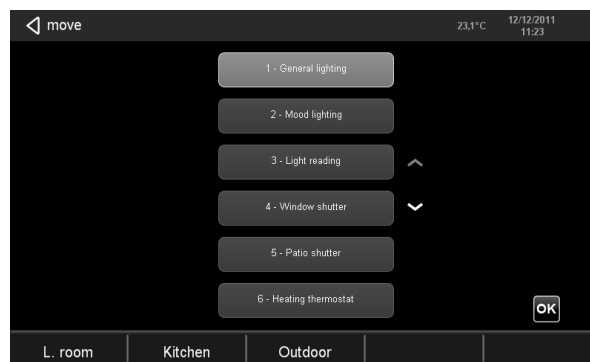 move
23,1°C
12/12/2011
11:23
1 - General lighting
2 - Mood lighting
3 - Light reading
4 - Window shutter
5 - Patio shutter
6 - Heating thermostat
OK
L. room Kitchen Outdoor